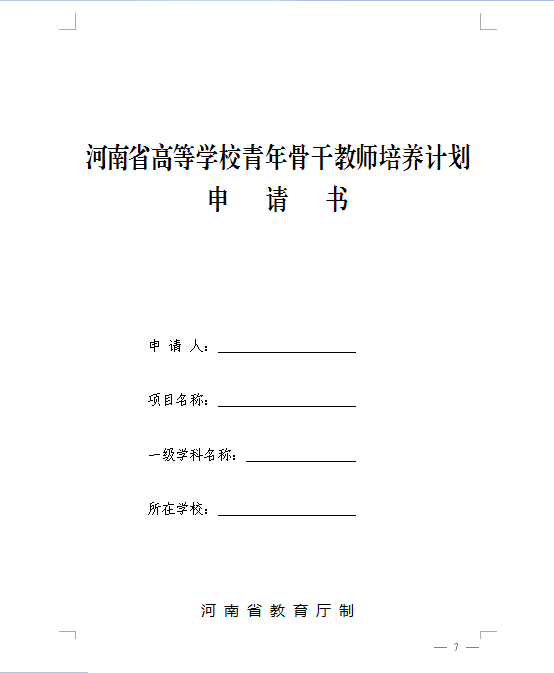 河南省高等学校青年骨干教师培养计划
申 请 书
申 请 人：
项目名称：
一级学科名称：
所在学校：
河 南 省 教 育 厅 制
— 7 —